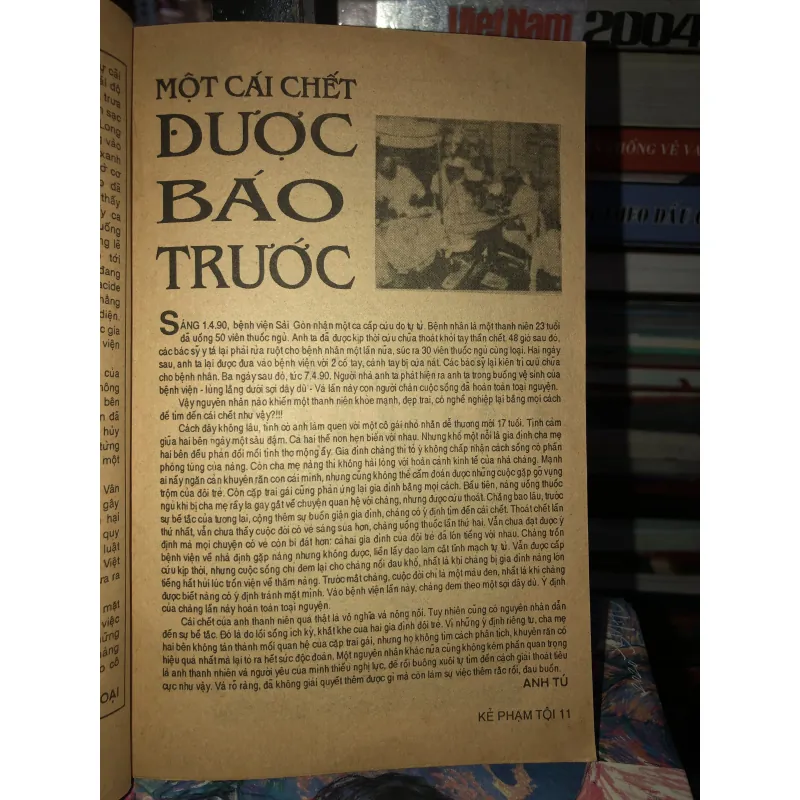 Việt Nam 2004
MỘT CÁI CHẾT
ĐƯỢC
BÁO
TRƯỚC
SÁNG 1.4.90, bệnh viện Sài Gòn nhận một ca cấp cứu do tự tử. Bệnh nhân là một thanh niên 23 tuổi
đã uống 50 viên thuốc ngủ. Anh ta đã được kịp thời cứu chữa thoát khỏi tay thần chết. 48 giờ sau đó,
các bác sỹ y tá lại phải rửa ruột cho bệnh nhân một lần nữa, súc ra 30 viên thuốc ngủ cùng loại. Hai ngày
sau, anh ta lại được đưa vào bệnh viện với 2 cổ tay, cánh tay bị cứa nát. Các bác sỹ lại kiên trì cứu chữa
cho bệnh nhân. Ba ngày sau đó, tức 7.4.90. Người nhà anh ta phát hiện ra anh ta trong buồng vệ sinh của
bệnh viện - lủng lẳng dưới sợi dây dù - Và lần này con người chán cuộc sống đã hoàn toàn toại nguyện.
Vậy nguyên nhân nào khiến một thanh niên khỏe mạnh, đẹp trai, có nghề nghiệp lại bằng mọi cách
để tìm đến cái chết như vậy?!!!
Cách đây không lâu, tình cờ anh làm quen với một cô gái nhỏ nhắn dễ thương mới 17 tuổi. Tình cảm
giữa hai bên ngày một sâu đậm. Cả hai thề non hẹn biển với nhau. Nhưng khổ một nỗi là gia đình cha mẹ
hai bên đều phản đối mối tình thơ mộng ấy. Gia đình chàng thì tỏ ý không chấp nhận cách sống có phần
phóng túng của nàng. Còn cha mẹ nàng thì không hài lòng với hoàn cảnh kinh tế của nhà chàng. Mạnh
ai nấy ngăn cản khuyên răn con cái mình, nhưng cũng không thể cấm đoán được những cuộc gặp gỡ vụng
trộm của đôi trẻ. Còn cặp trai gái cũng phản ứng lại gia đình bằng mọi cách. Đầu tiên, nàng uống thuốc
ngủ khi bị cha mẹ rầy la gay gắt về chuyện quan hệ với chàng, nhưng được cứu thoát. Chẳng bao lâu, trước
sự bế tắc của tương lai, cộng thêm sự buồn giận gia đình, chàng có ý định tìm đến cái chết. Thoát chết lần
thứ nhất, vẫn chưa thấy cuộc đời có vẻ sáng sủa hơn, chàng uống thuốc lần thứ hai. Vẫn chưa đạt được ý
định mà mọi chuyện có vẻ còn bi đát hơn: cả hai gia đình của đôi trẻ đã lớn tiếng với nhau. Chàng trốn
bệnh viện về nhà định gặp nàng nhưng không được, liền lấy dao lam cắt tĩnh mạch tự tử. Vẫn được cấp
cứu kịp thời, nhưng cuộc sống chỉ đem lại cho chàng nỗi đau khổ, nhất là khi chàng bị gia đình nàng lớn
tiếng hất hủi lúc trốn viện về thăm nàng. Trước mắt chàng, cuộc đời chỉ là một màu đen, nhất là khi chàng
được biết nàng có ý định tránh mặt mình. Vào bệnh viện lần này, chàng đem theo một sợi dây dù. Ý định
của chàng lần này hoàn toàn toại nguyện.
Cái chết của anh thanh niên quả thật là vô nghĩa và nông nổi. Tuy nhiên cũng có nguyên nhân dẫn
đến sự bế tắc. Đó là do lối sống ích kỷ, khắt khe của hai gia đình đôi trẻ. Vì những ý định riêng tư, cha mẹ
hai bên không tán thành mối quan hệ của cặp trai gái, nhưng họ không tìm cách phân tích, khuyên răn có
hiệu quả nhất mà lại tỏ ra hết sức độc đoán. Một nguyên nhân khác nữa cũng không kém phần quan trọng
là anh thanh niên và người yêu của mình thiếu nghị lực, để rồi buông xuôi tự tìm đến cách giải thoát tiêu
cực như vậy. Và rõ ràng, đã không giải quyết thêm được gì mà còn làm sự việc thêm rắc rối, đau buồn.
ANH TÚ
KẺ PHẠM TỘI 11